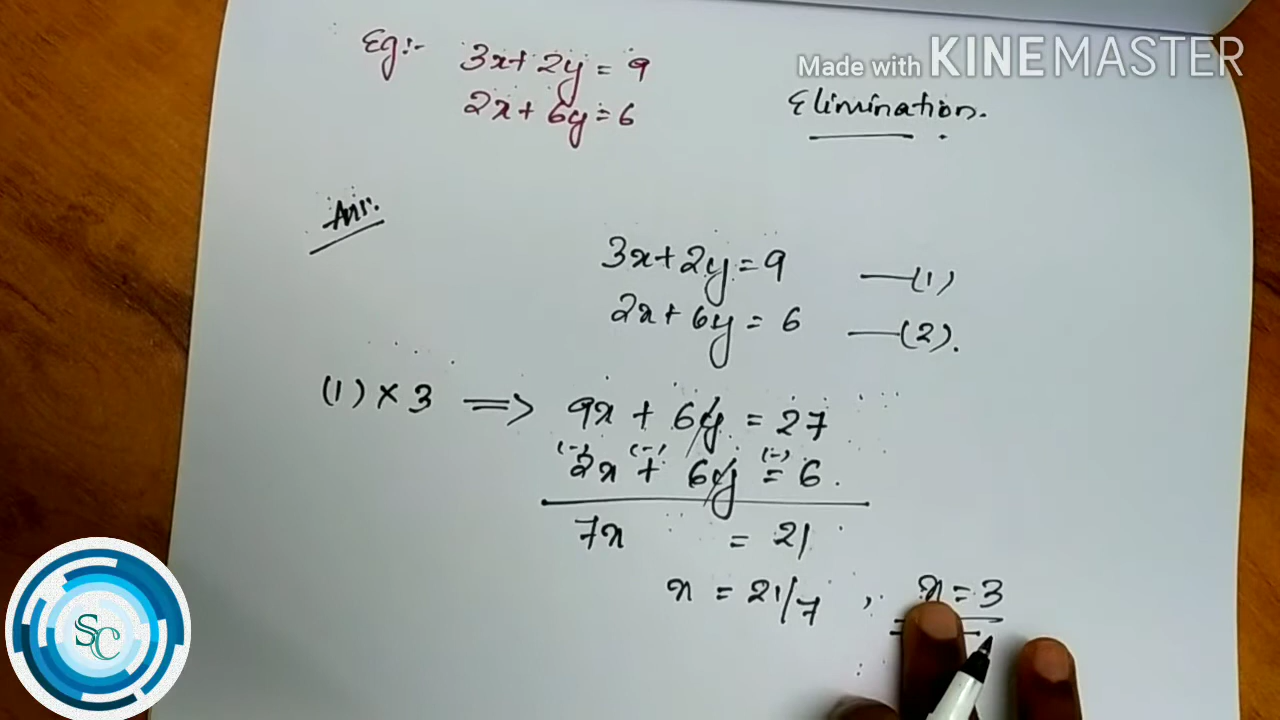 Made with KINEMASTER
Eg:- 3x + 2y = 9
2x + 6y = 6
Elimination.
Ans.
3x + 2y = 9 —(1)
2x + 6y = 6 —(2).
(1) × 3 ⟹ 9x + 6y = 27
(-) (-) (-)
2x + 6y = 6.
7x = 21
x = 21/7 , x = 3
SC